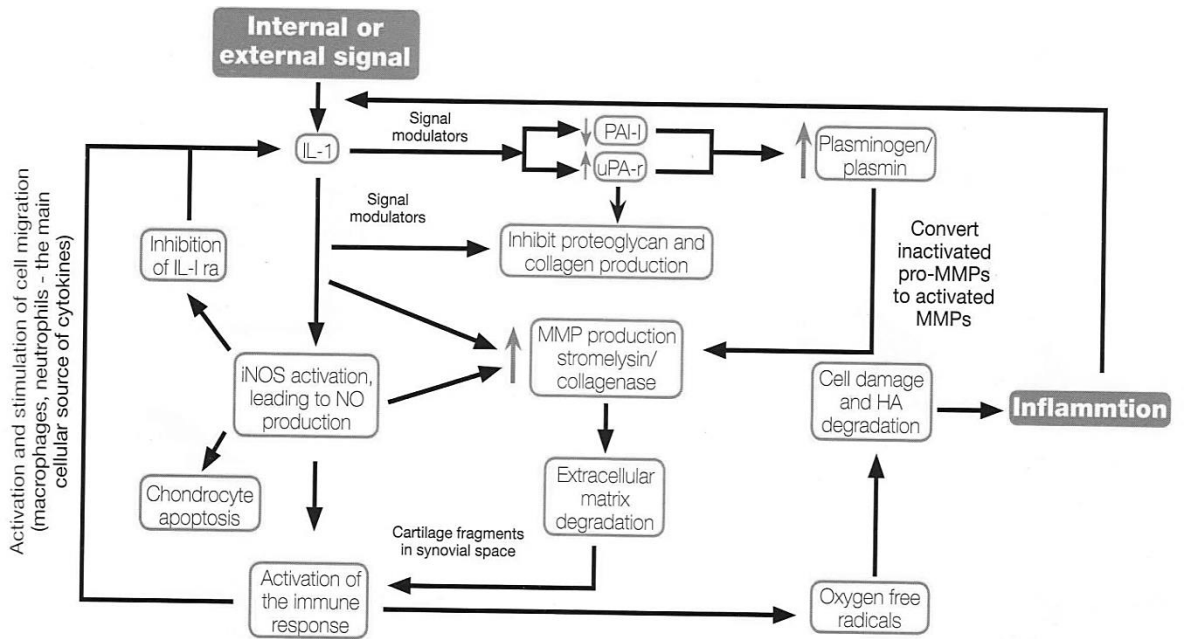 Internal or
external signal
Signal
modulators
IL-1
PAI-I
uPA-r
Plasminogen/
plasmin
Signal
modulators
Inhibit proteoglycan and
collagen production
Inhibition
of IL-I ra
Convert
inactivated
pro-MMPs
to activated
MMPs
MMP production
stromelysin/
collagenase
iNOS activation,
leading to NO
production
Cell damage
and HA
degradation
Inflammtion
Chondrocyte
apoptosis
Extracellular
matrix
degradation
Cartilage fragments
in synovial space
Activation of
the immune
response
Oxygen free
radicals
Activation and stimulation of cell migration
(macrophages, neutrophils - the main
cellular source of cytokines)